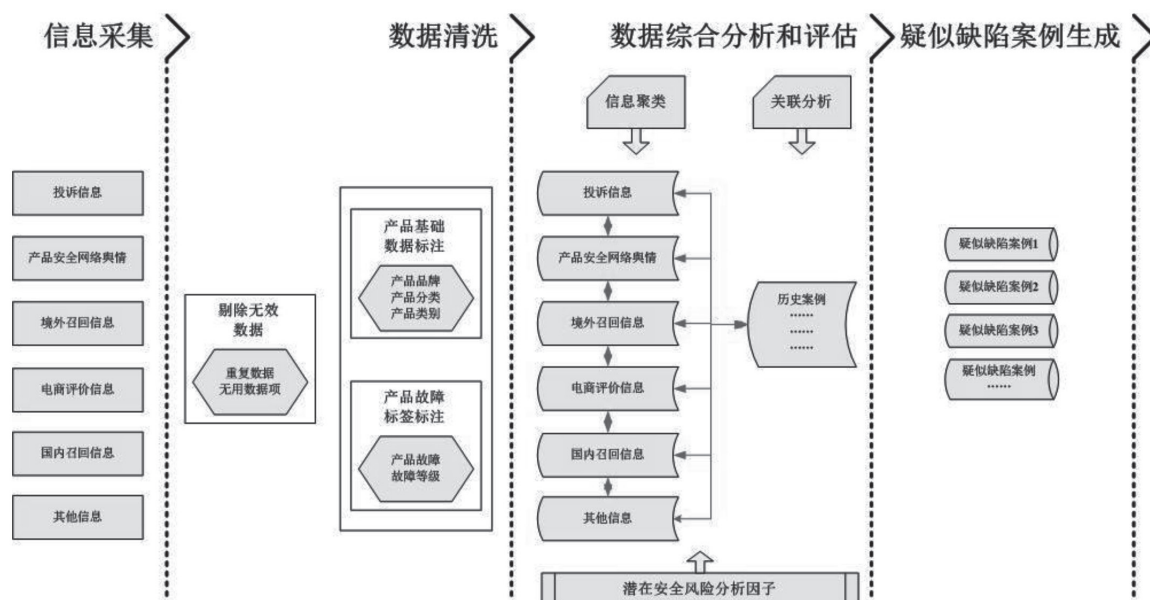 信息采集
数据清洗
数据综合分析和评估
疑似缺陷案例生成
投诉信息
产品安全网络舆情
境外召回信息
电商评价信息
国内召回信息
其他信息
剔除无效
数据
重复数据
无用数据项
产品基础
数据标注
产品品牌
产品分类
产品类别
产品故障
标签标注
产品故障
故障等级
信息聚类
关联分析
投诉信息
产品安全网络舆情
境外召回信息
电商评价信息
国内召回信息
其他信息
历史案例
······
······
······
潜在安全风险分析因子
疑似缺陷案例1
疑似缺陷案例2
疑似缺陷案例3
疑似缺陷案例
······